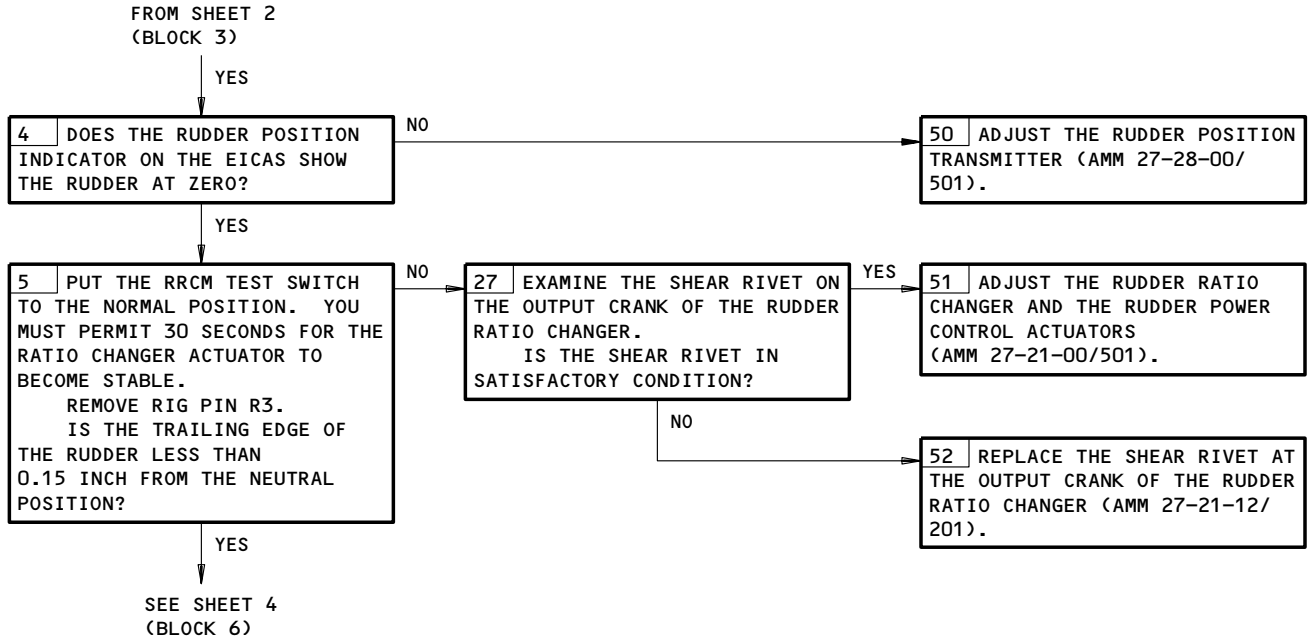 FROM SHEET 2
(BLOCK 3)
YES
4 DOES THE RUDDER POSITION
INDICATOR ON THE EICAS SHOW
THE RUDDER AT ZERO?
NO
50 ADJUST THE RUDDER POSITION
TRANSMITTER (AMM 27-28-00/
501).
YES
5 PUT THE RRCM TEST SWITCH
TO THE NORMAL POSITION. YOU
MUST PERMIT 30 SECONDS FOR THE
RATIO CHANGER ACTUATOR TO
BECOME STABLE.
REMOVE RIG PIN R3.
IS THE TRAILING EDGE OF
THE RUDDER LESS THAN
0.15 INCH FROM THE NEUTRAL
POSITION?
NO
27 EXAMINE THE SHEAR RIVET ON
THE OUTPUT CRANK OF THE RUDDER
RATIO CHANGER.
IS THE SHEAR RIVET IN
SATISFACTORY CONDITION?
YES
51 ADJUST THE RUDDER RATIO
CHANGER AND THE RUDDER POWER
CONTROL ACTUATORS
(AMM 27-21-00/501).
NO
52 REPLACE THE SHEAR RIVET AT
THE OUTPUT CRANK OF THE RUDDER
RATIO CHANGER (AMM 27-21-12/
201).
YES
SEE SHEET 4
(BLOCK 6)